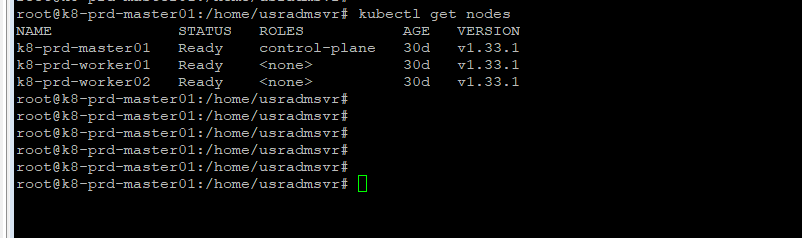 root@k8-prd-master01:/home/usradmsvr# kubectl get nodes
NAME               STATUS   ROLES           AGE   VERSION
k8-prd-master01    Ready    control-plane   30d   v1.33.1
k8-prd-worker01    Ready    <none>          30d   v1.33.1
k8-prd-worker02    Ready    <none>          30d   v1.33.1
root@k8-prd-master01:/home/usradmsvr#
root@k8-prd-master01:/home/usradmsvr#
root@k8-prd-master01:/home/usradmsvr#
root@k8-prd-master01:/home/usradmsvr#
root@k8-prd-master01:/home/usradmsvr#
root@k8-prd-master01:/home/usradmsvr#